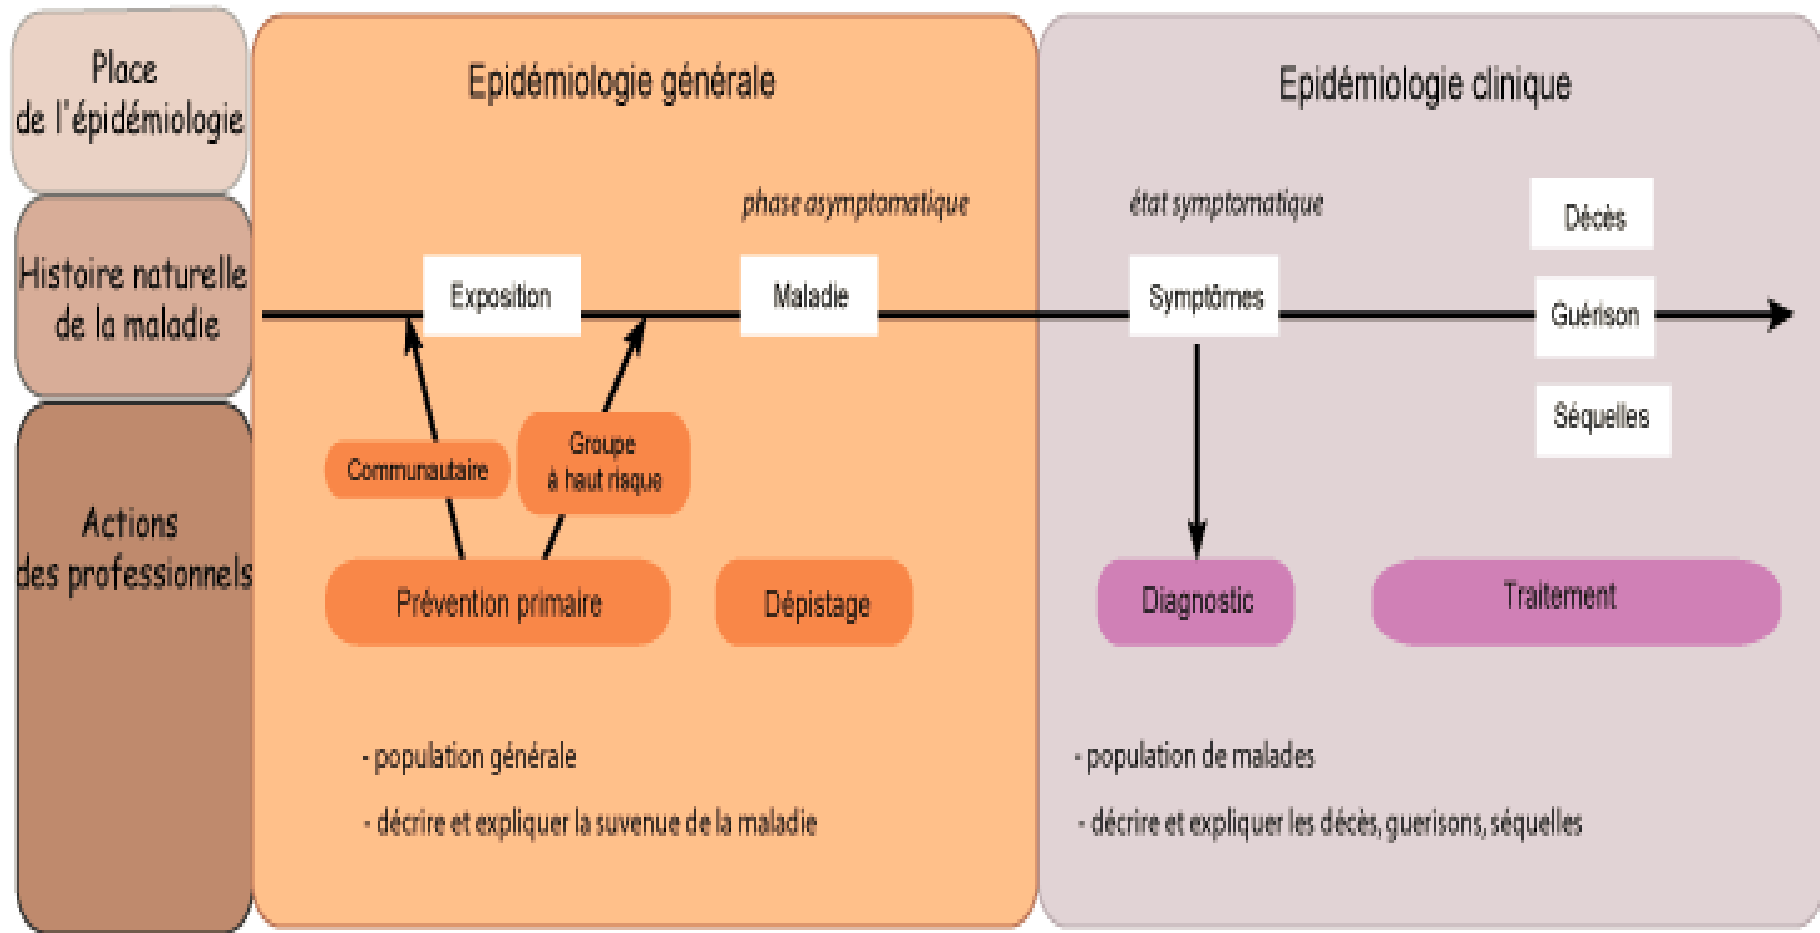 Place
de l'épidémiologie
Epidémiologie générale
Epidémiologie clinique
Histoire naturelle
de la maladie
phase asymptomatique
état symptomatique
Exposition
Maladie
Symptômes
Décès
Guérison
Séquelles
Actions
des professionnels
Communautaire
Groupe
à haut risque
Prévention primaire
Dépistage
Diagnostic
Traitement
- population générale
- décrire et expliquer la suvenue de la maladie
- population de malades
- décrire et expliquer les décès, guerisons, séquelles